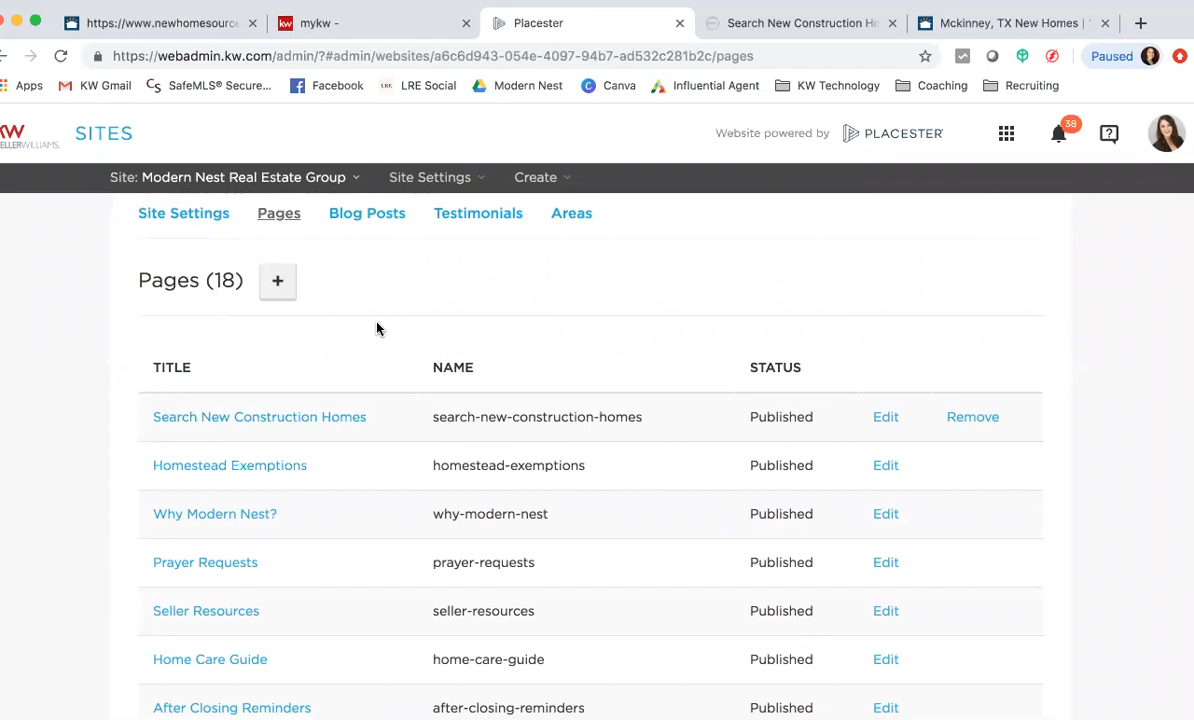 https://www.newhomesourc
mykw -
Placester
Search New Construction Ho
Mckinney, TX New Homes |
https://webadmin.kw.com/admin/?#admin/websites/a6c6d943-054e-4097-94b7-ad532c281b2c/pages
Paused
Apps
KW Gmail
SafeMLS® Secure...
Facebook
LRE Social
Modern Nest
Canva
Influential Agent
KW Technology
Coaching
Recruiting
KW
ELLERWILLIAMS.
SITES
Website powered by
PLACESTER
38
Site: Modern Nest Real Estate Group
Site Settings
Create
Site Settings
Pages
Blog Posts
Testimonials
Areas
Pages (18)
+
TITLE NAME STATUS
Search New Construction Homes search-new-construction-homes Published Edit Remove
Homestead Exemptions homestead-exemptions Published Edit
Why Modern Nest? why-modern-nest Published Edit
Prayer Requests prayer-requests Published Edit
Seller Resources seller-resources Published Edit
Home Care Guide home-care-guide Published Edit
After Closing Reminders after-closing-reminders Published Edit